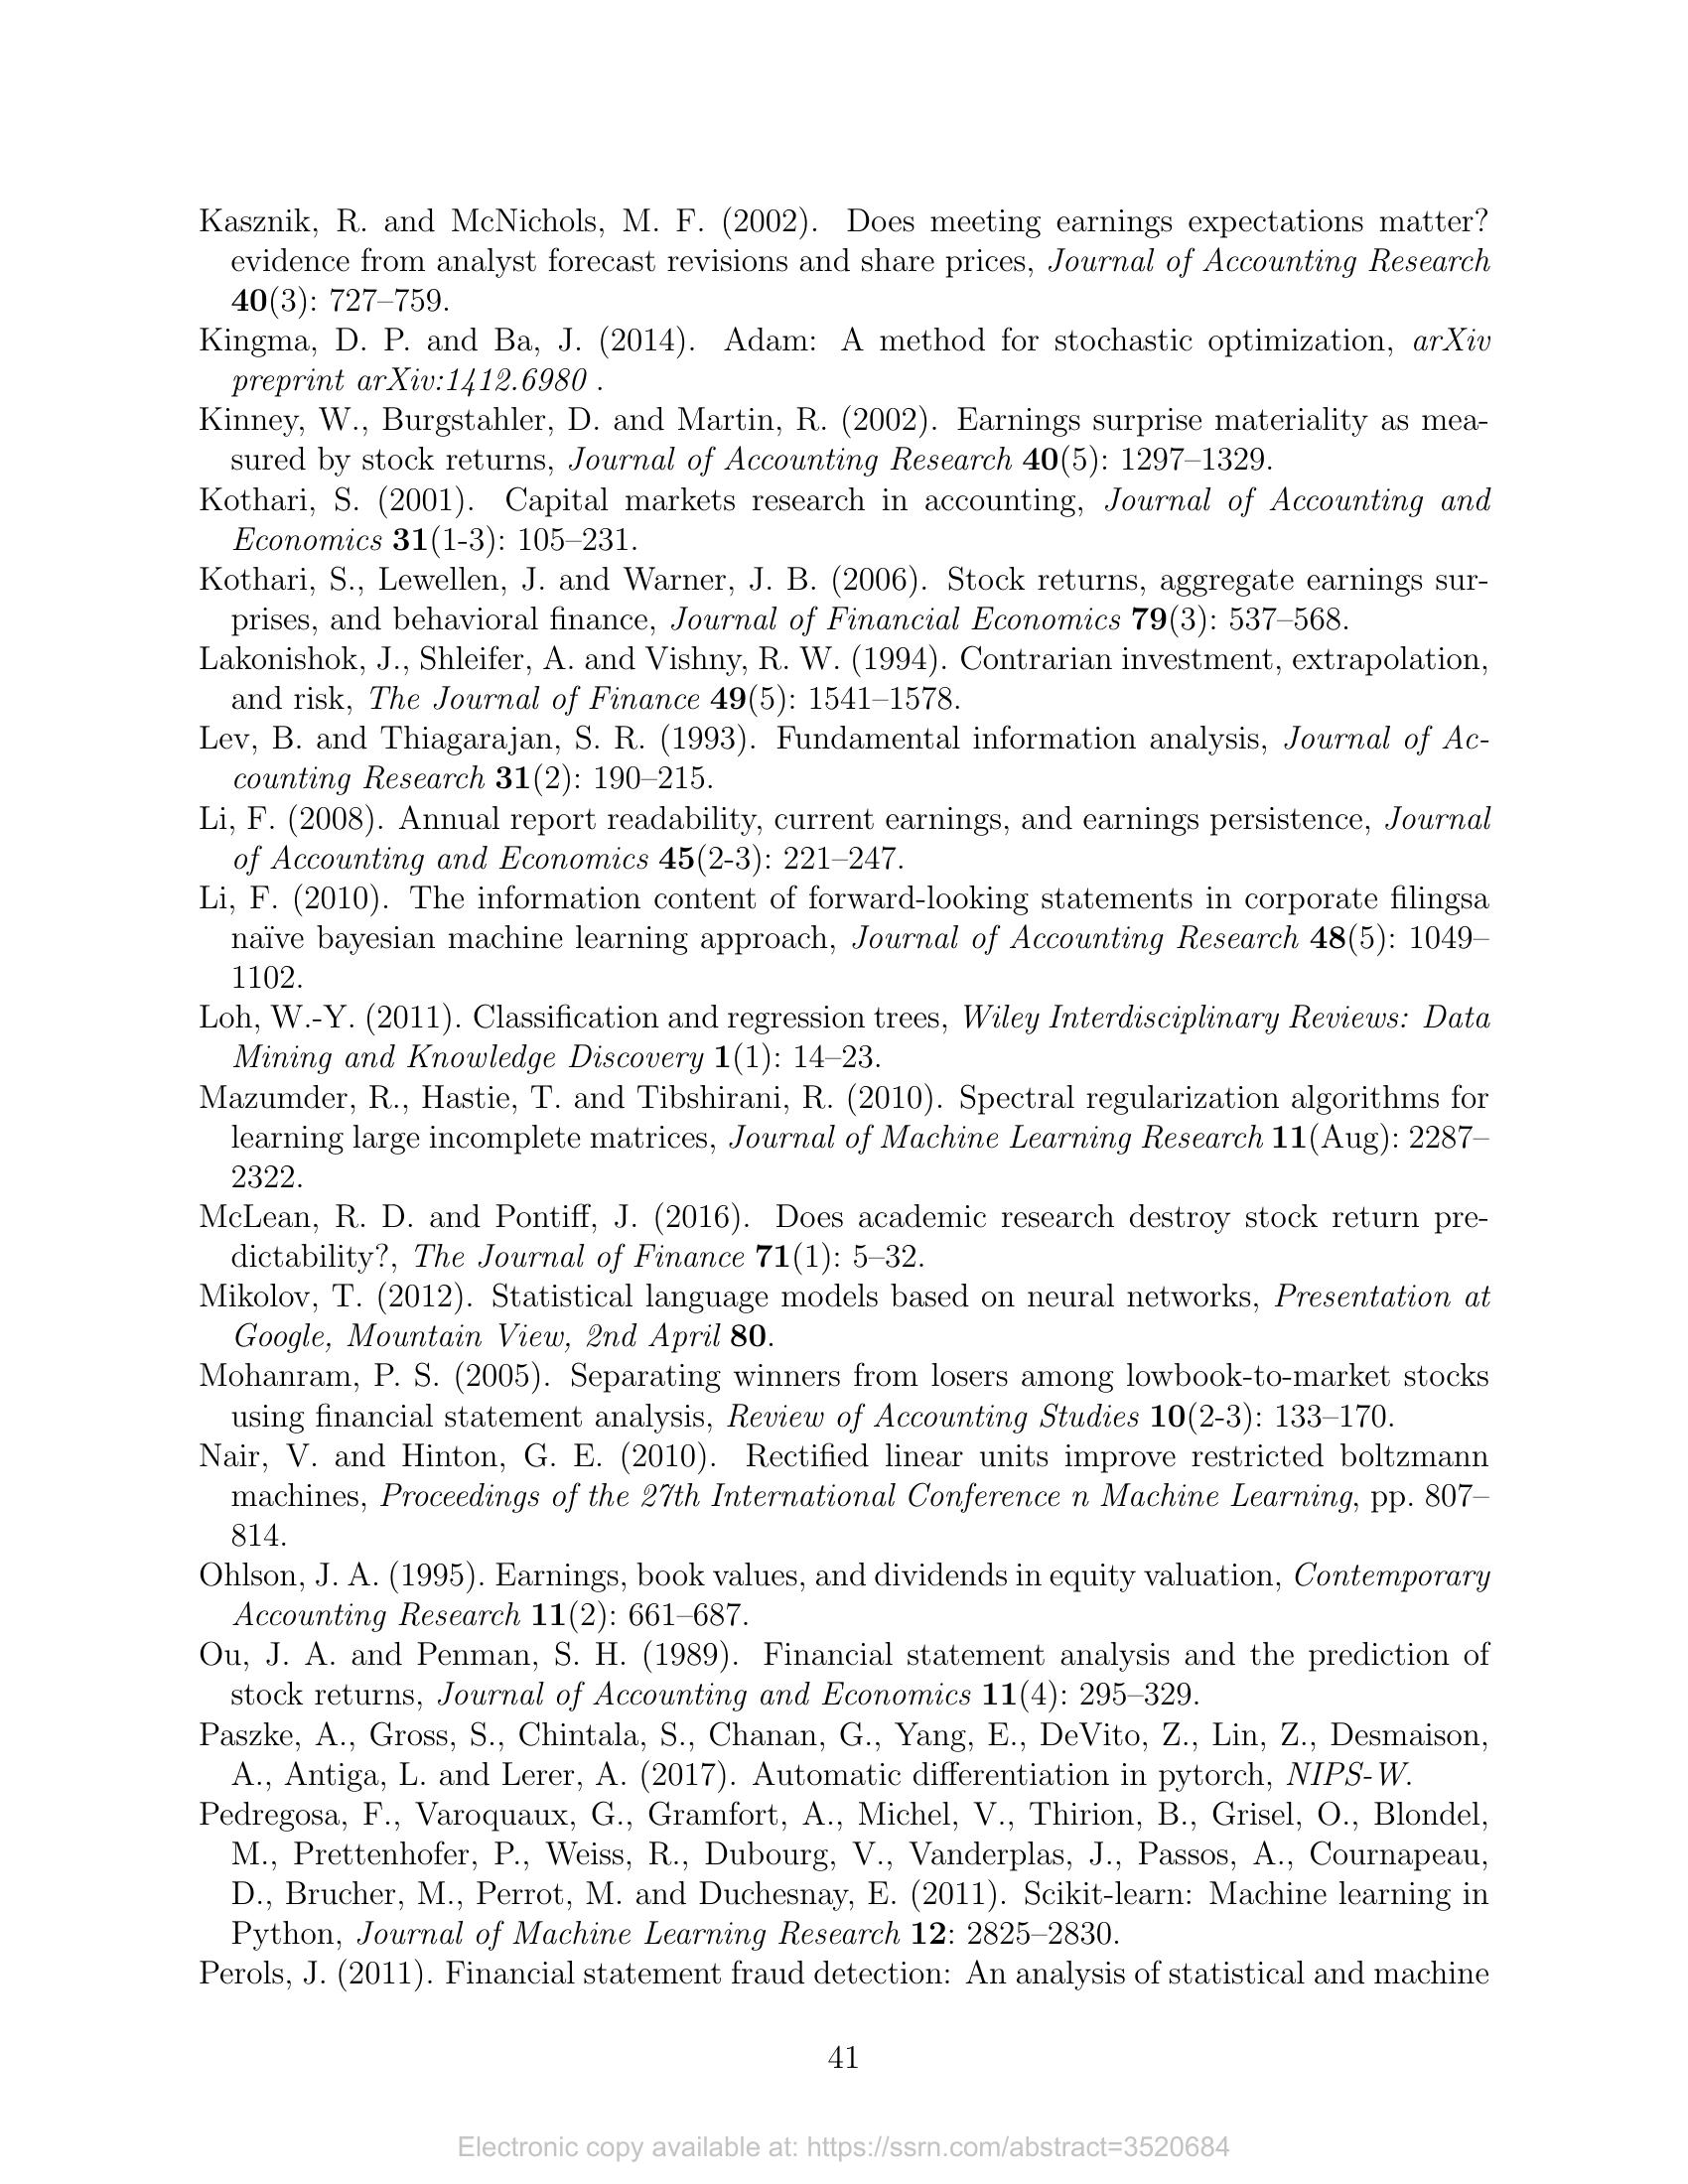 Kasznik, R. and McNichols, M. F. (2002). Does meeting earnings expectations matter?
evidence from analyst forecast revisions and share prices, Journal of Accounting Research
40(3): 727–759.
Kingma, D. P. and Ba, J. (2014). Adam: A method for stochastic optimization, arXiv
preprint arXiv:1412.6980 .
Kinney, W., Burgstahler, D. and Martin, R. (2002). Earnings surprise materiality as mea-
sured by stock returns, Journal of Accounting Research 40(5): 1297–1329.
Kothari, S. (2001). Capital markets research in accounting, Journal of Accounting and
Economics 31(1-3): 105–231.
Kothari, S., Lewellen, J. and Warner, J. B. (2006). Stock returns, aggregate earnings sur-
prises, and behavioral finance, Journal of Financial Economics 79(3): 537–568.
Lakonishok, J., Shleifer, A. and Vishny, R. W. (1994). Contrarian investment, extrapolation,
and risk, The Journal of Finance 49(5): 1541–1578.
Lev, B. and Thiagarajan, S. R. (1993). Fundamental information analysis, Journal of Ac-
counting Research 31(2): 190–215.
Li, F. (2008). Annual report readability, current earnings, and earnings persistence, Journal
of Accounting and Economics 45(2-3): 221–247.
Li, F. (2010). The information content of forward-looking statements in corporate filingsa
naïve bayesian machine learning approach, Journal of Accounting Research 48(5): 1049–
1102.
Loh, W.-Y. (2011). Classification and regression trees, Wiley Interdisciplinary Reviews: Data
Mining and Knowledge Discovery 1(1): 14–23.
Mazumder, R., Hastie, T. and Tibshirani, R. (2010). Spectral regularization algorithms for
learning large incomplete matrices, Journal of Machine Learning Research 11(Aug): 2287–
2322.
McLean, R. D. and Pontiff, J. (2016). Does academic research destroy stock return pre-
dictability?, The Journal of Finance 71(1): 5–32.
Mikolov, T. (2012). Statistical language models based on neural networks, Presentation at
Google, Mountain View, 2nd April 80.
Mohanram, P. S. (2005). Separating winners from losers among lowbook-to-market stocks
using financial statement analysis, Review of Accounting Studies 10(2-3): 133–170.
Nair, V. and Hinton, G. E. (2010). Rectified linear units improve restricted boltzmann
machines, Proceedings of the 27th International Conference n Machine Learning, pp. 807–
814.
Ohlson, J. A. (1995). Earnings, book values, and dividends in equity valuation, Contemporary
Accounting Research 11(2): 661–687.
Ou, J. A. and Penman, S. H. (1989). Financial statement analysis and the prediction of
stock returns, Journal of Accounting and Economics 11(4): 295–329.
Paszke, A., Gross, S., Chintala, S., Chanan, G., Yang, E., DeVito, Z., Lin, Z., Desmaison,
A., Antiga, L. and Lerer, A. (2017). Automatic differentiation in pytorch, NIPS-W.
Pedregosa, F., Varoquaux, G., Gramfort, A., Michel, V., Thirion, B., Grisel, O., Blondel,
M., Prettenhofer, P., Weiss, R., Dubourg, V., Vanderplas, J., Passos, A., Cournapeau,
D., Brucher, M., Perrot, M. and Duchesnay, E. (2011). Scikit-learn: Machine learning in
Python, Journal of Machine Learning Research 12: 2825–2830.
Perols, J. (2011). Financial statement fraud detection: An analysis of statistical and machine
41
Electronic copy available at: https://ssrn.com/abstract=3520684